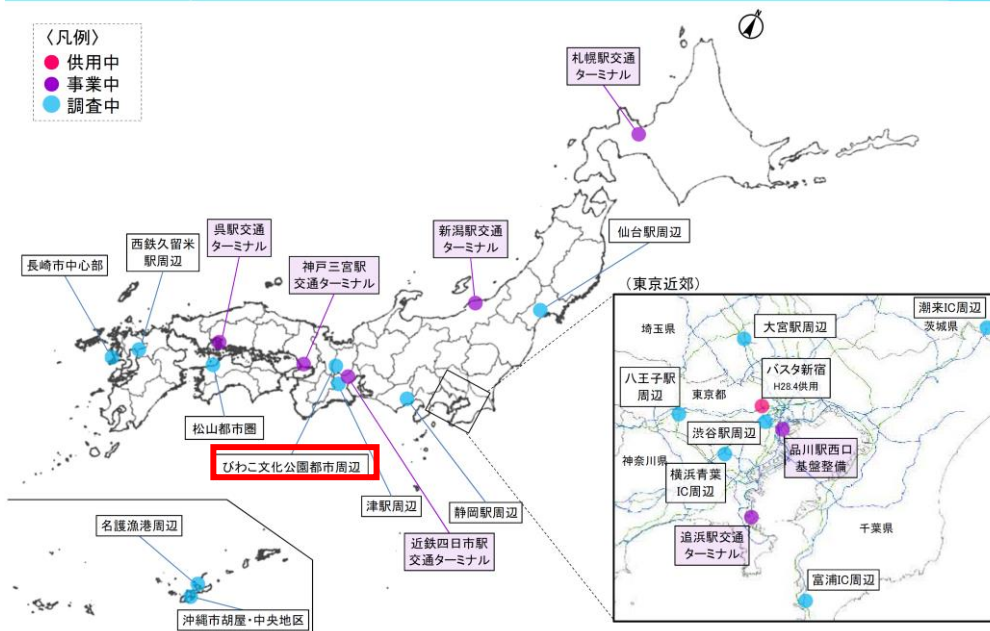 〈凡例〉
供用中
事業中
調査中
N
札幌駅交通
ターミナル
呉駅交通
ターミナル
西鉄久留米
駅周辺
長崎市中心部
神戸三宮駅
交通ターミナル
新潟駅交通
ターミナル
仙台駅周辺
松山都市圏
びわこ文化公園都市周辺
津駅周辺
静岡駅周辺
近鉄四日市駅
交通ターミナル
名護漁港周辺
沖縄市胡屋・中央地区
(東京近郊)
潮来IC周辺
茨城県
埼玉県
大宮駅周辺
八王子駅
周辺
東京都
バスタ新宿
H28.4供用
渋谷駅周辺
品川駅西口
基盤整備
神奈川県
横浜青葉
IC周辺
追浜駅交通
ターミナル
千葉県
富浦IC周辺